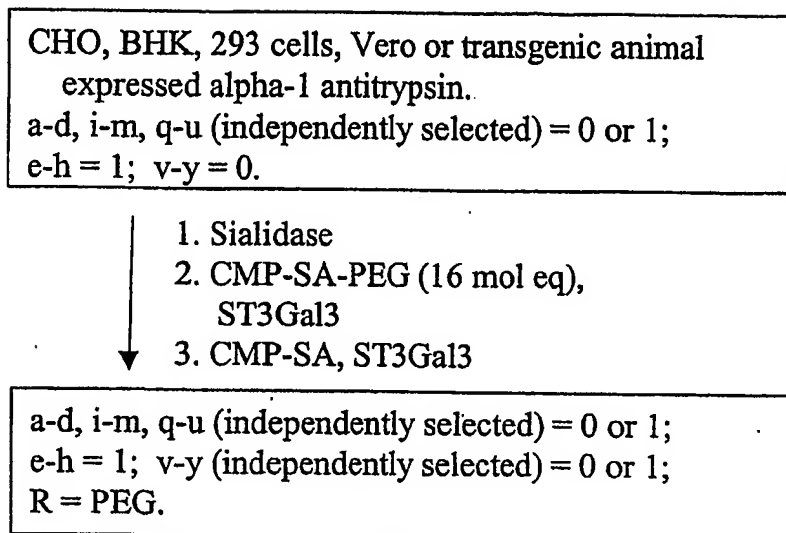 CHO, BHK, 293 cells, Vero or transgenic animal
expressed alpha-1 antitrypsin.
a-d, i-m, q-u (independently selected) = 0 or 1;
e-h = 1; v-y = 0.
1. Sialidase
2. CMP-SA-PEG (16 mol eq),
ST3Gal3
3. CMP-SA, ST3Gal3
a-d, i-m, q-u (independently selected) = 0 or 1;
e-h = 1; v-y (independently selected) = 0 or 1;
R = PEG.